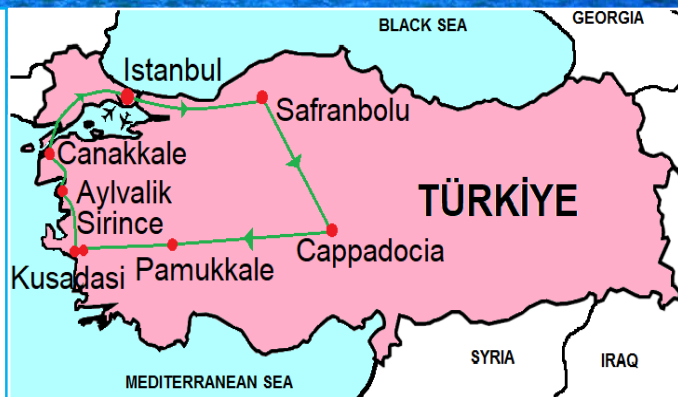 BLACK SEA
GEORGIA
Istanbul
Safranbolu
Canakkale
Aylvalik
TÜRKİYE
Sirince
Cappadocia
Kusadasi
Pamukkale
SYRIA
IRAQ
MEDITERRANEAN SEA